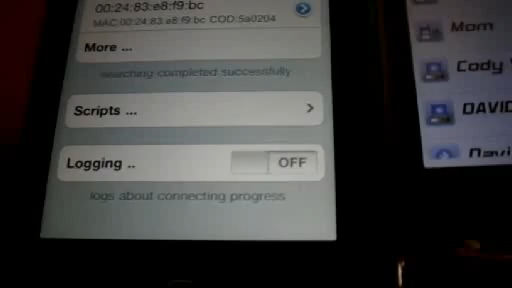 00:24:83:e8:f9:bc
MAC:00:24:83:e8:f9:bc COD:5a0204
More ...
searching completed successfully
Scripts ...
Logging ..
OFF
logs about connecting progress
Mom
Cody
DAVID